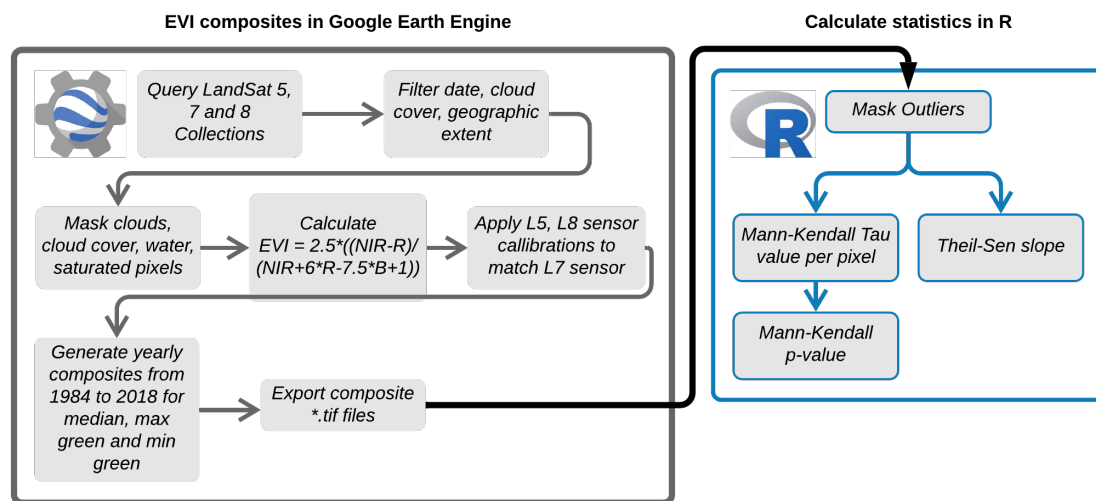 EVI composites in Google Earth Engine
Query LandSat 5,
7 and 8
Collections
Filter date, cloud
cover, geographic
extent
Mask clouds,
cloud cover, water,
saturated pixels
Calculate
EVI = 2.5*((NIR-R)/
(NIR+6*R-7.5*B+1))
Apply L5, L8 sensor
callibrations to
match L7 sensor
Generate yearly
composites from
1984 to 2018 for
median, max
green and min
green
Export composite
*.tif files
Calculate statistics in R
R
Mask Outliers
Mann-Kendall Tau
value per pixel
Theil-Sen slope
Mann-Kendall
p-value